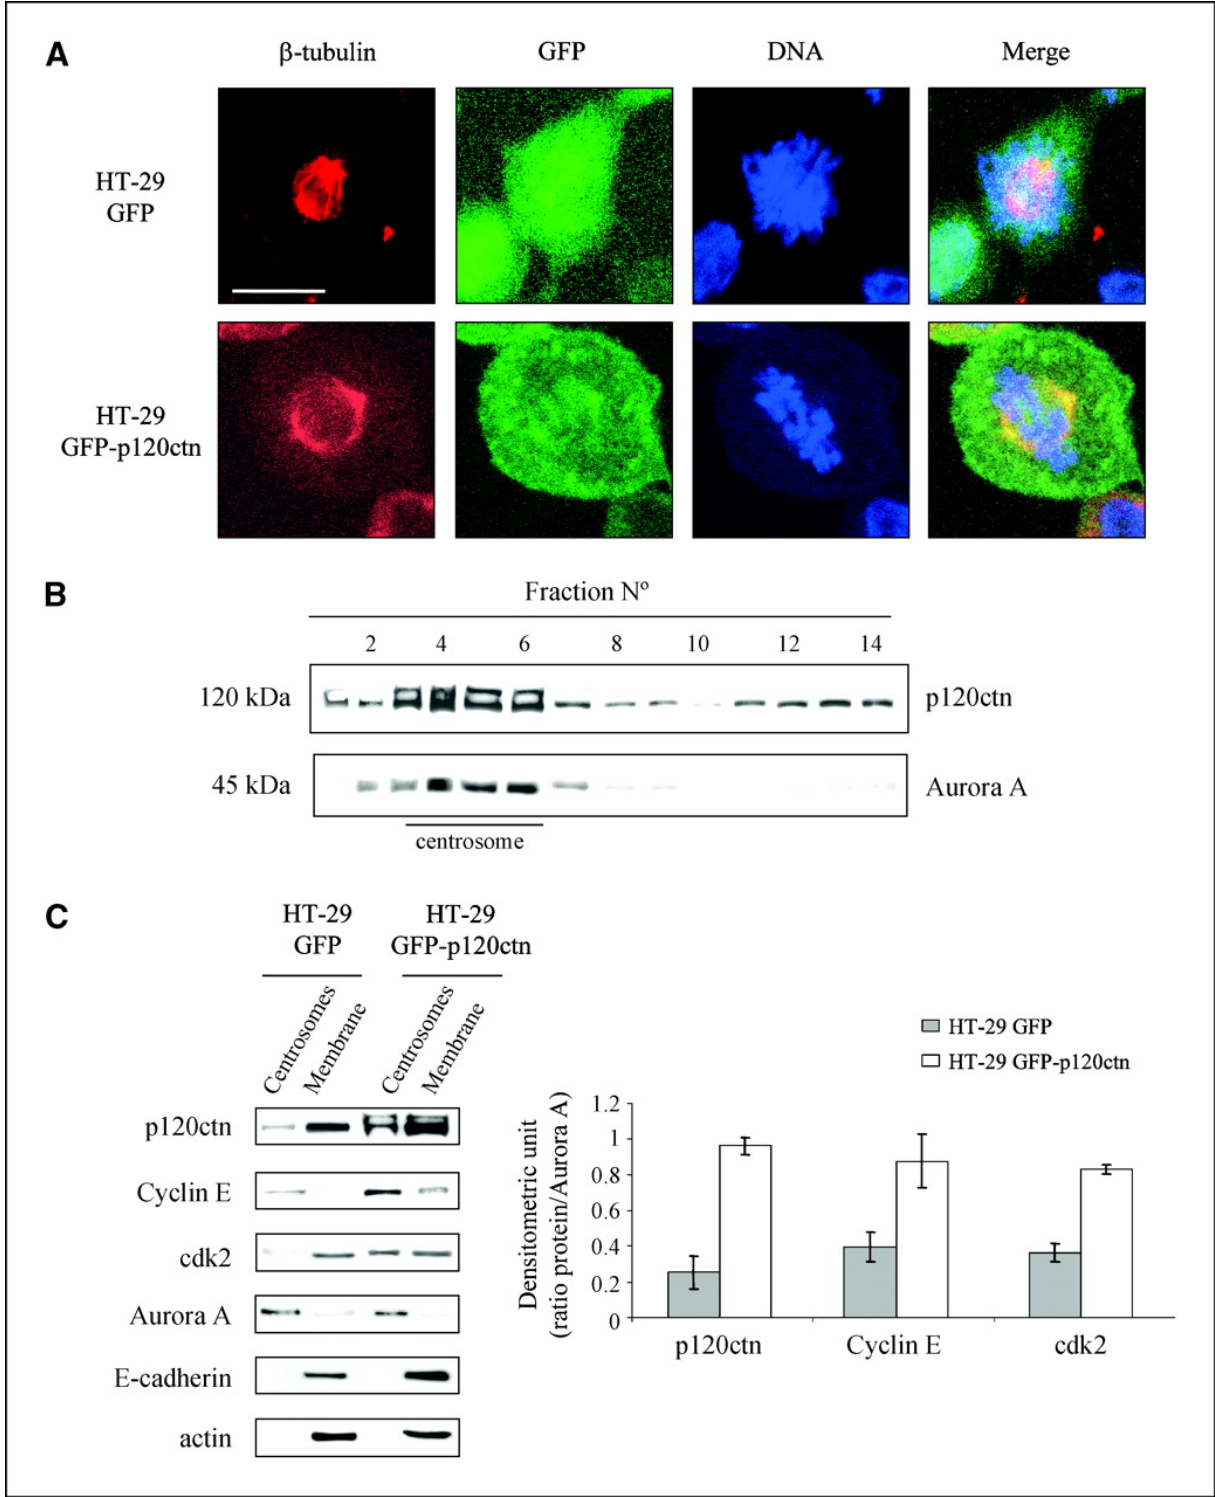 A
β-tubulin GFP DNA Merge
HT-29
GFP
HT-29
GFP-p120ctn
B
Fraction Nº
2 4 6 8 10 12 14
120 kDa p120ctn
45 kDa Aurora A
centrosome
C
HT-29
GFP
HT-29
GFP-p120ctn
Centrosomes
Membrane
Centrosomes
Membrane
p120ctn
Cyclin E
cdk2
Aurora A
E-cadherin
actin
HT-29 GFP
HT-29 GFP-p120ctn
Densitometric unit
(ratio protein/Aurora A)
1.2
1
0.8
0.6
0.4
0.2
0
p120ctn Cyclin E cdk2